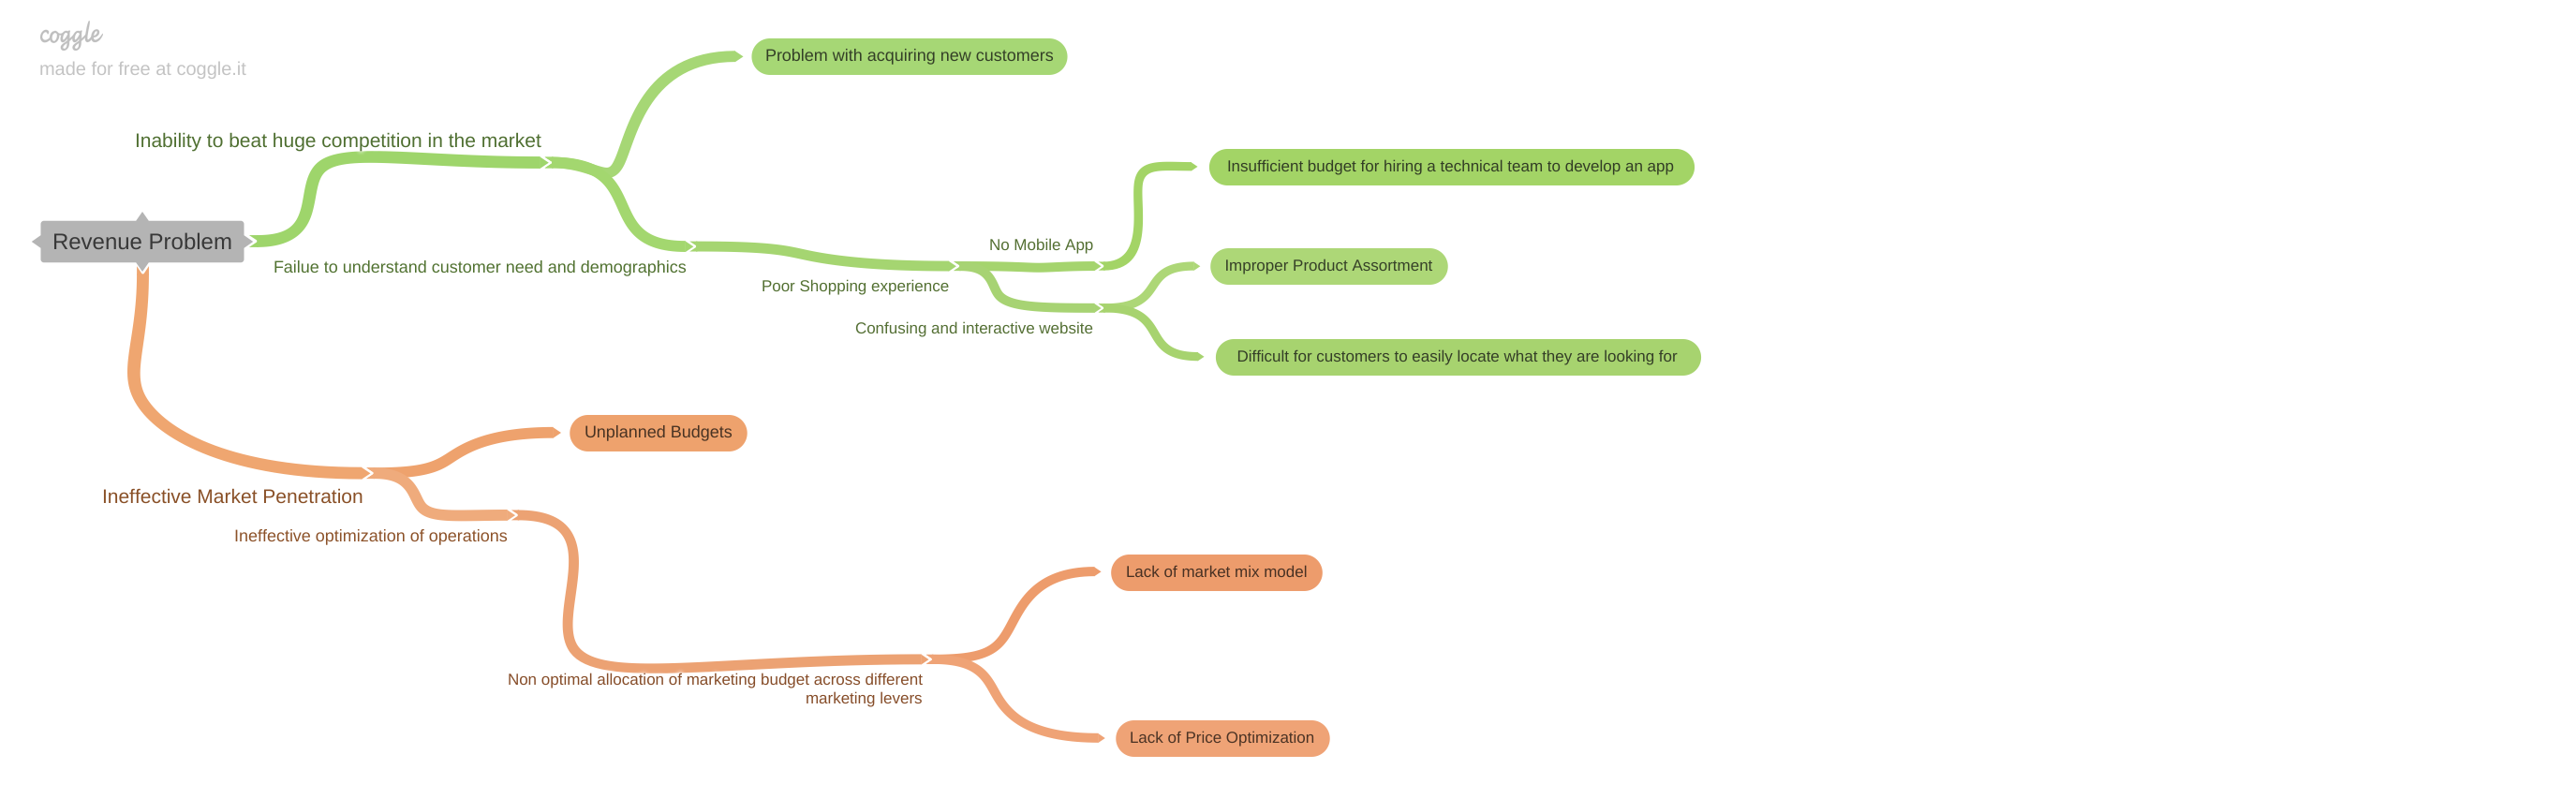 coggle
made for free at coggle.it
Problem with acquiring new customers
Inability to beat huge competition in the market
Insufficient budget for hiring a technical team to develop an app
Revenue Problem
No Mobile App
Failue to understand customer need and demographics
Improper Product Assortment
Poor Shopping experience
Confusing and interactive website
Difficult for customers to easily locate what they are looking for
Unplanned Budgets
Ineffective Market Penetration
Ineffective optimization of operations
Lack of market mix model
Non optimal allocation of marketing budget across different
marketing levers
Lack of Price Optimization